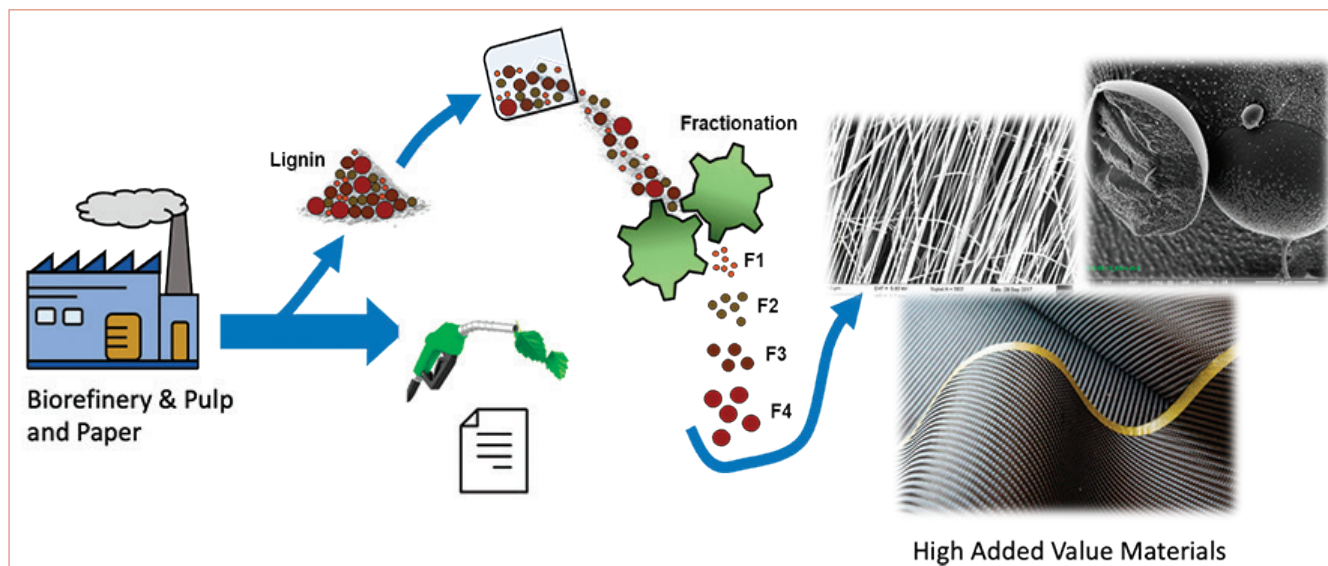 Fractionation
Lignin
F1
F2
F3
F4
Biorefinery & Pulp
and Paper
High Added Value Materials